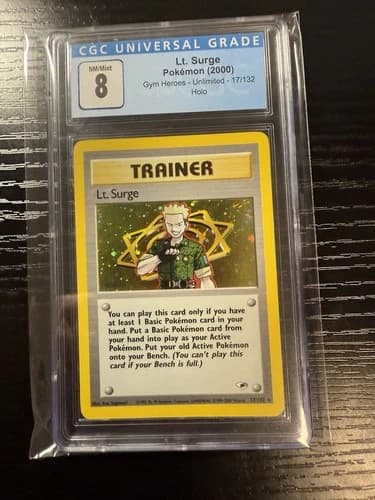 CGC UNIVERSAL GRADE
NM/Mint
8
Lt. Surge
Pokémon (2000)
Gym Heroes - Unlimited - 17/132
Holo
TRAINER
Lt. Surge
You can play this card only if you have
at least 1 Basic Pokémon card in your
hand. Put a Basic Pokémon card from
your hand into play as your Active
Pokémon. Put your old Active Pokémon
onto your Bench. (You can't play this
card if your Bench is full.)
17/132